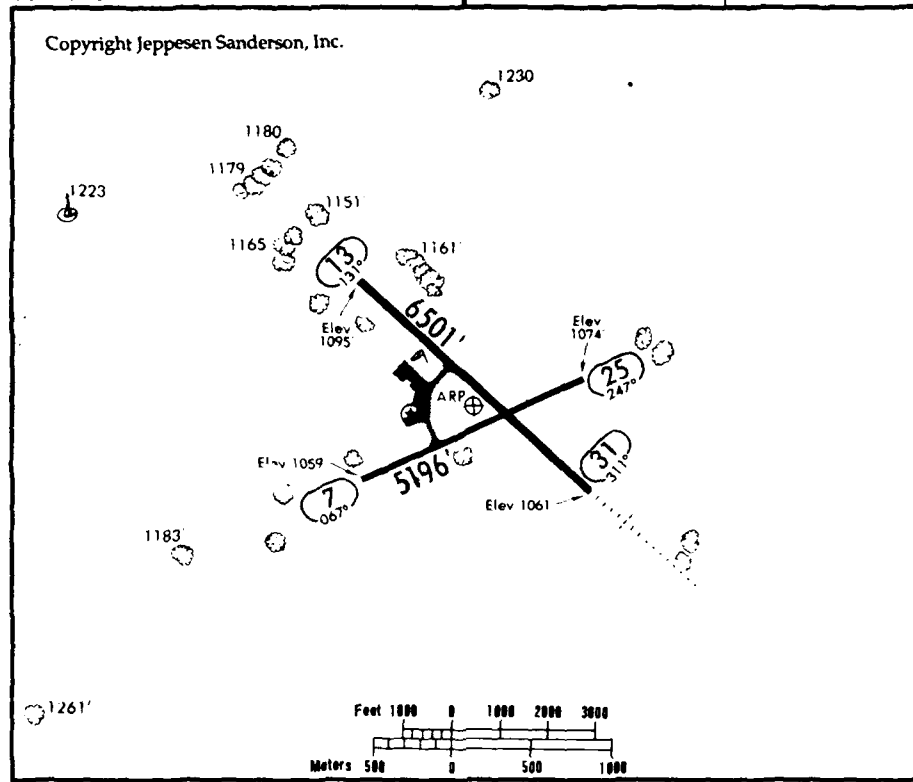 Copyright Jeppesen Sanderson, Inc.
1230
1180
1179
1223
1151'
1165
1161'
13
131°
6501'
Elev
1095'
Elev
1074'
25
247°
ARP
31
311°
Elev 1059
5196'
7
067°
Elev 1061
1183'
1261'
Feet 1000 0 1000 2000 3000
Meters 500 0 500 1000